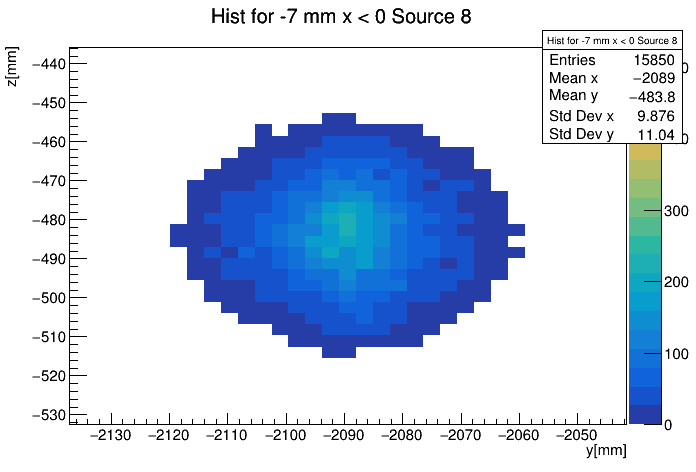 Hist for -7 mm x < 0 Source 8
z[mm]
Hist for -7 mm x < 0 Source 8
Entries 15850
Mean x −2089
Mean y −483.8
Std Dev x 9.876
Std Dev y 11.04
−440
−450
−460
−470
−480
−490
−500
−510
−520
−530
0
0
300
200
100
0
−2130 −2120 −2110 −2100 −2090 −2080 −2070 −2060 −2050
y[mm]